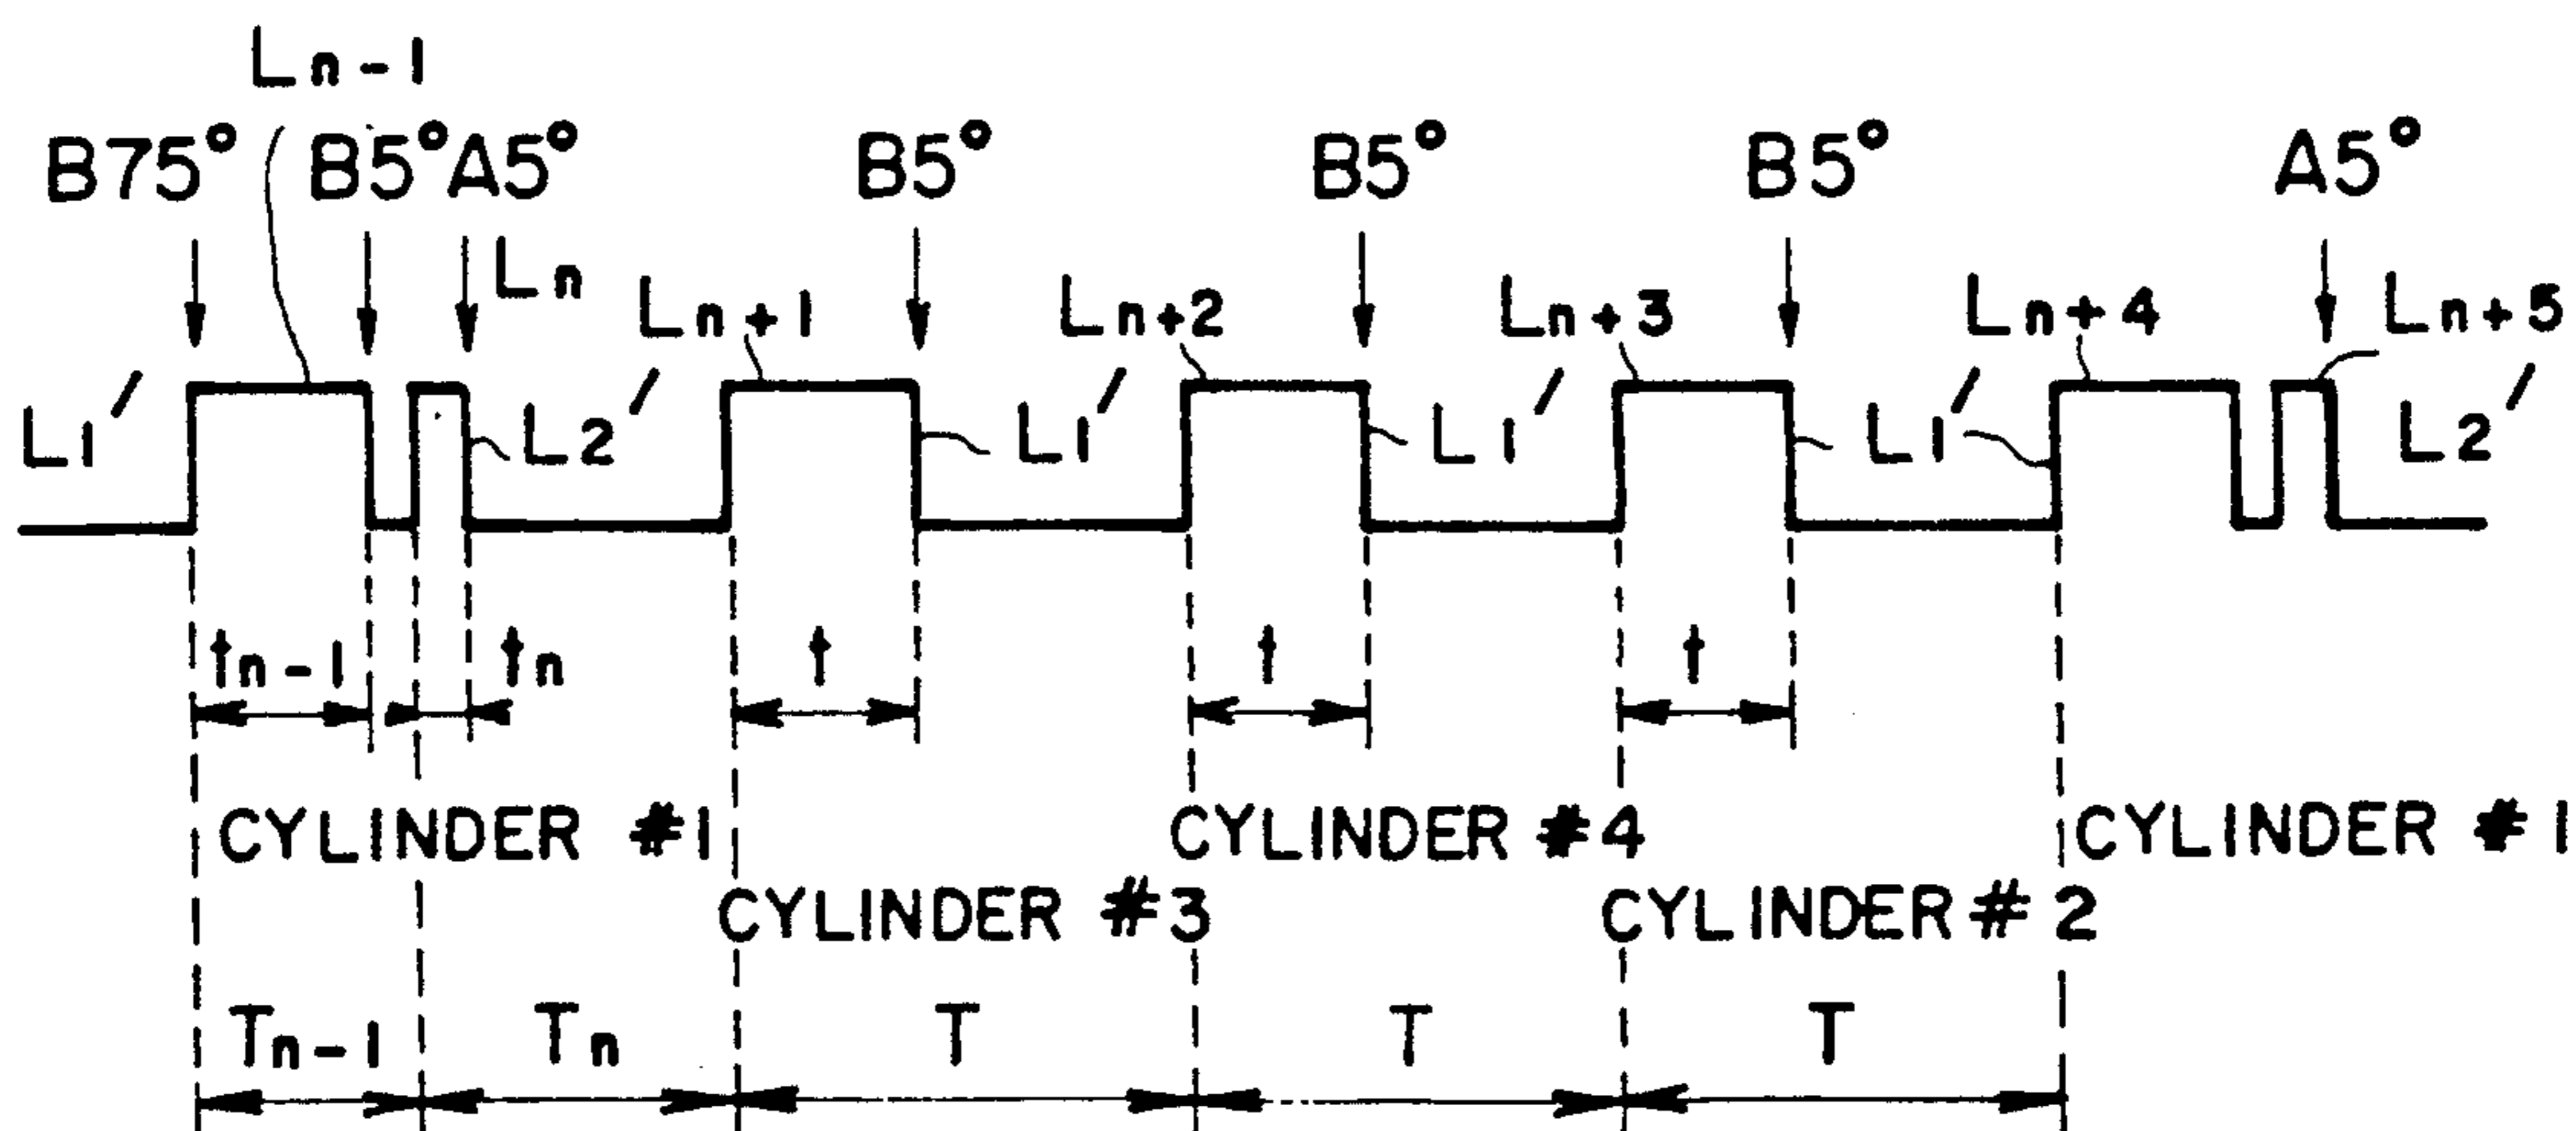 Ln-1
B75° B5° A5° B5° B5° B5° A5°
Ln Ln+1 Ln+2 Ln+3 Ln+4 Ln+5
L1' L2' L1' L1' L1' L2'
tn-1 tn t t t
CYLINDER #1 CYLINDER #4 CYLINDER #1
CYLINDER #3 CYLINDER #2
Tn-1 Tn T T T